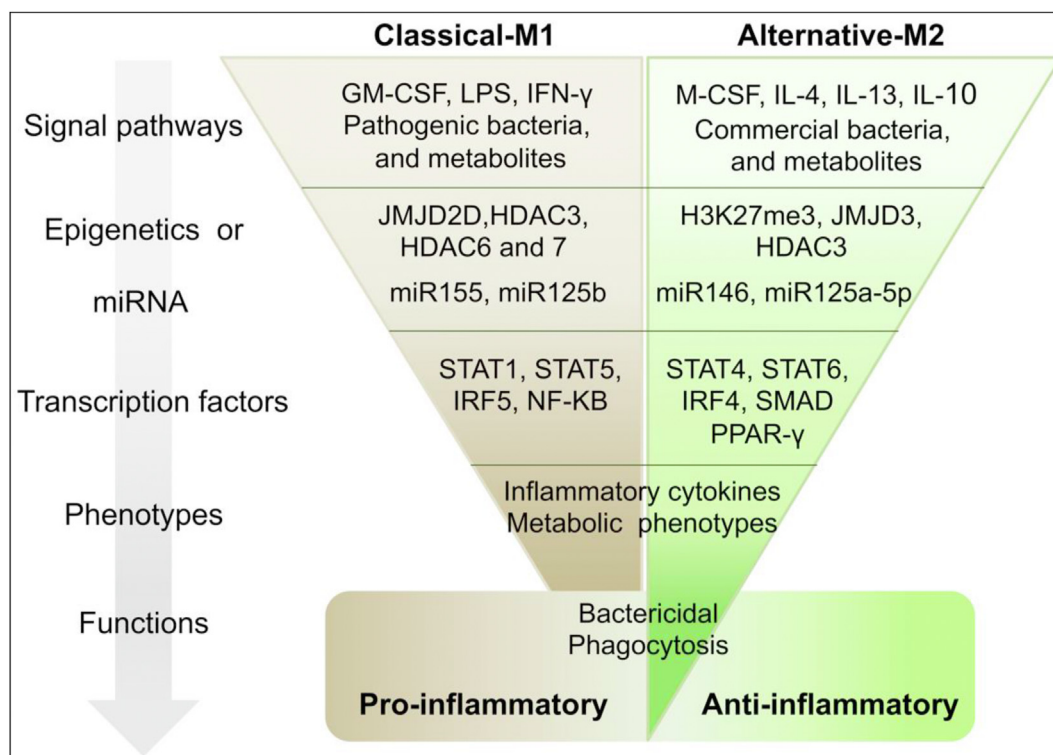 Classical-M1
Alternative-M2
Signal pathways
GM-CSF, LPS, IFN-γ
Pathogenic bacteria,
and metabolites
M-CSF, IL-4, IL-13, IL-10
Commercial bacteria,
and metabolites
Epigenetics or
miRNA
JMJD2D,HDAC3,
HDAC6 and 7
miR155, miR125b
H3K27me3, JMJD3,
HDAC3
miR146, miR125a-5p
Transcription factors
STAT1, STAT5,
IRF5, NF-KB
STAT4, STAT6,
IRF4, SMAD
PPAR-γ
Phenotypes
Inflammatory cytokines
Metabolic phenotypes
Functions
Bactericidal
Phagocytosis
Pro-inflammatory
Anti-inflammatory